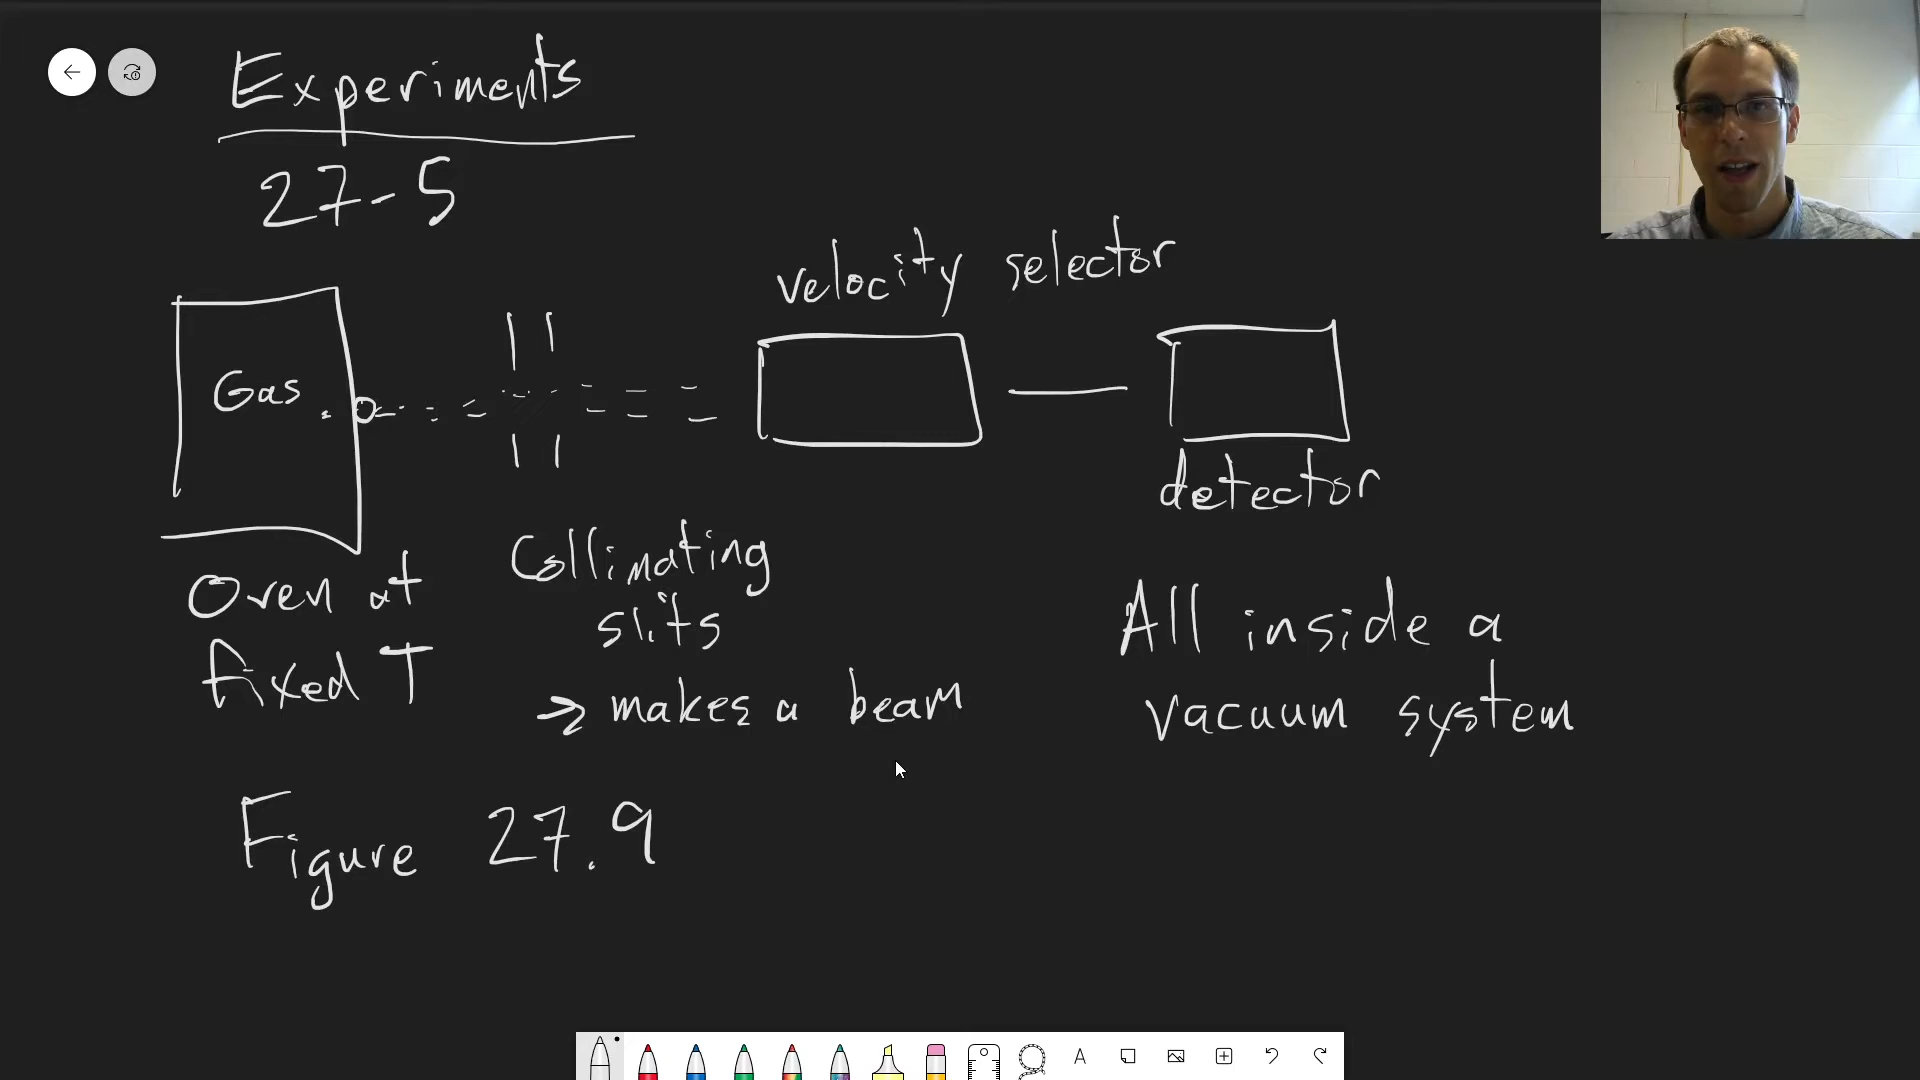 Experiments
27-5
velocity selector
Gas
detector
Oven at
fixed T
Collimating
slits
→ makes a beam
All inside a
vacuum system
Figure 27.9
A